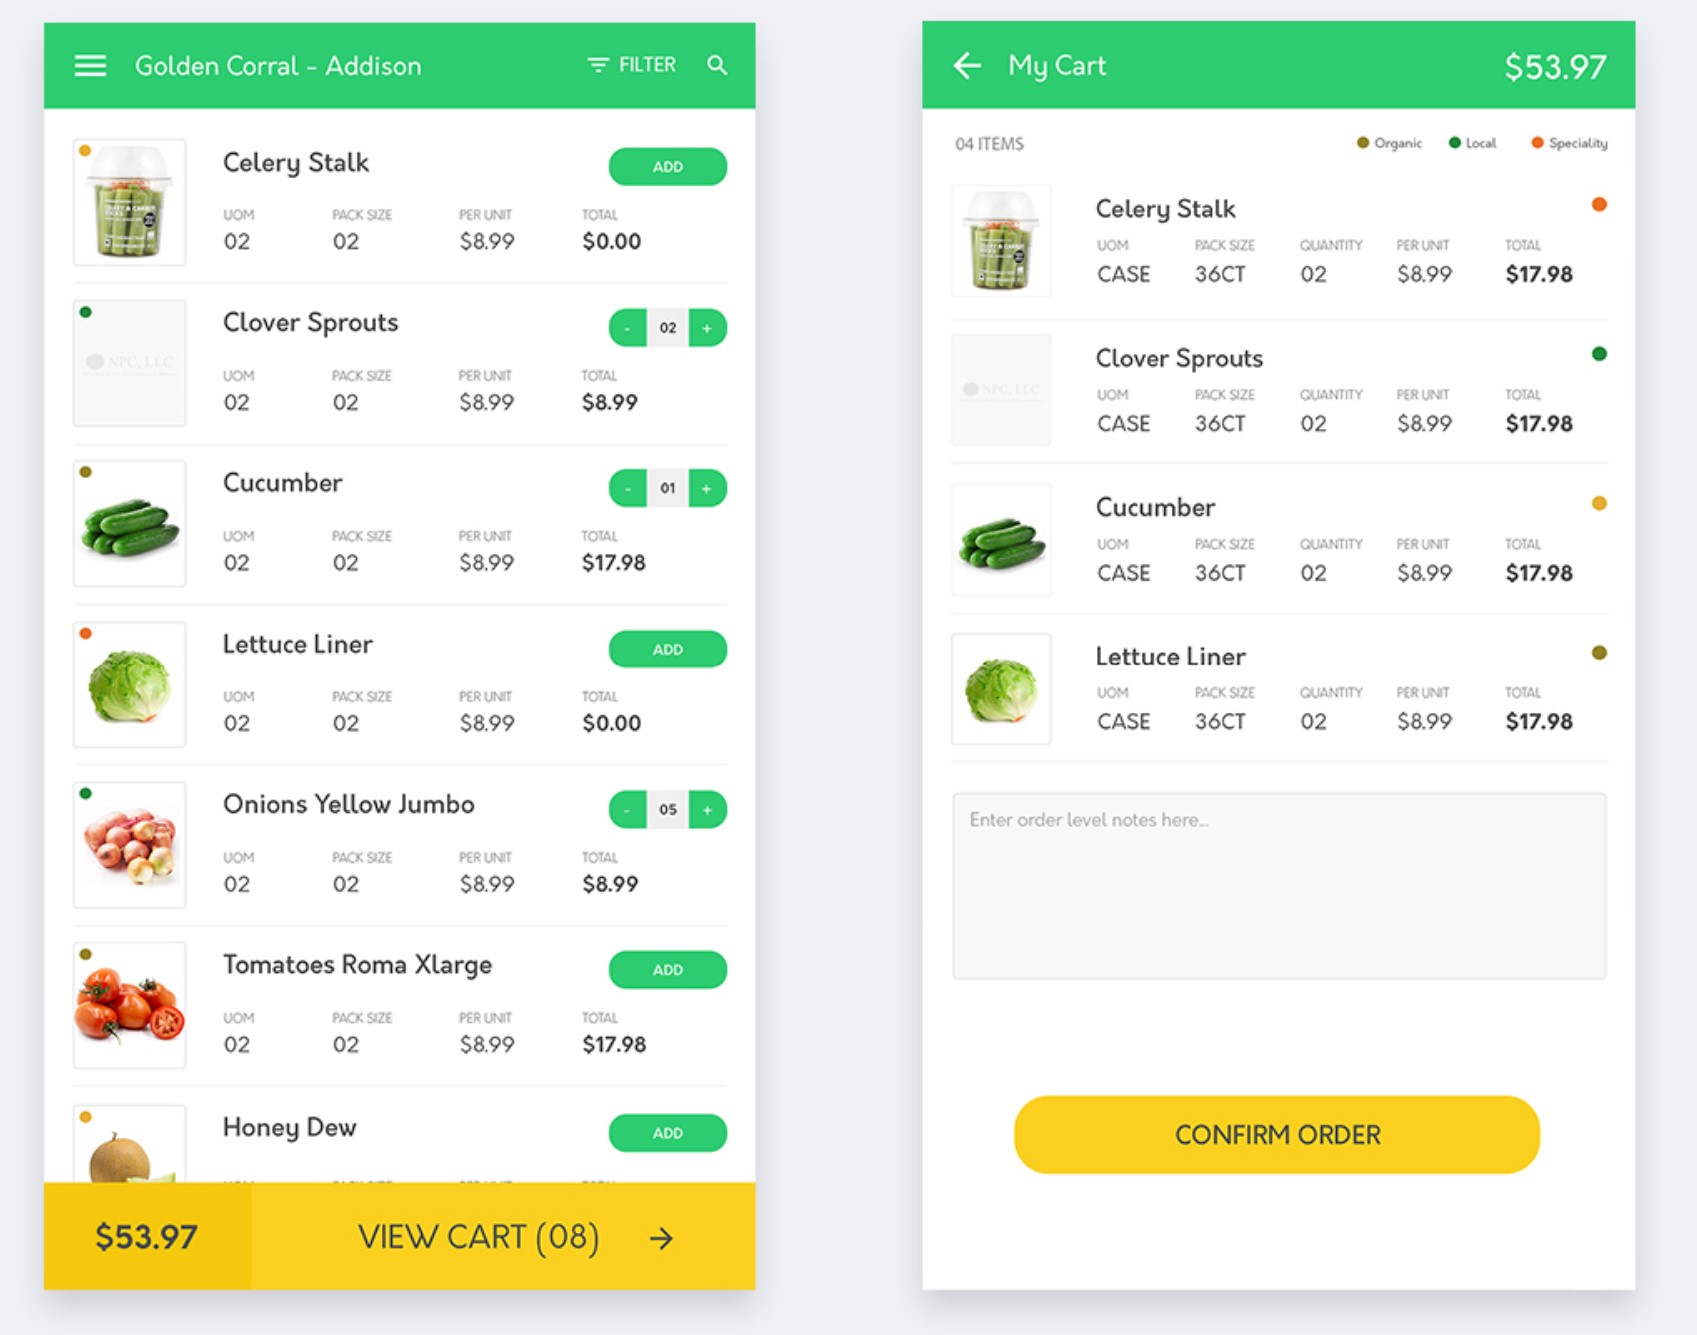 Golden Corral - Addison
FILTER
Celery Stalk
ADD
UOM PACK SIZE PER UNIT TOTAL
02 02 $8.99 $0.00
Clover Sprouts
- 02 +
NPC, LLC
UOM PACK SIZE PER UNIT TOTAL
02 02 $8.99 $8.99
Cucumber
- 01 +
UOM PACK SIZE PER UNIT TOTAL
02 02 $8.99 $17.98
Lettuce Liner
ADD
UOM PACK SIZE PER UNIT TOTAL
02 02 $8.99 $0.00
Onions Yellow Jumbo
- 05 +
UOM PACK SIZE PER UNIT TOTAL
02 02 $8.99 $8.99
Tomatoes Roma Xlarge
ADD
UOM PACK SIZE PER UNIT TOTAL
02 02 $8.99 $17.98
Honey Dew
ADD
$53.97
VIEW CART (08)
My Cart
$53.97
04 ITEMS
Organic Local Speciality
Celery Stalk
UOM PACK SIZE QUANTITY PER UNIT TOTAL
CASE 36CT 02 $8.99 $17.98
Clover Sprouts
NPC, LLC
UOM PACK SIZE QUANTITY PER UNIT TOTAL
CASE 36CT 02 $8.99 $17.98
Cucumber
UOM PACK SIZE QUANTITY PER UNIT TOTAL
CASE 36CT 02 $8.99 $17.98
Lettuce Liner
UOM PACK SIZE QUANTITY PER UNIT TOTAL
CASE 36CT 02 $8.99 $17.98
Enter order level notes here...
CONFIRM ORDER